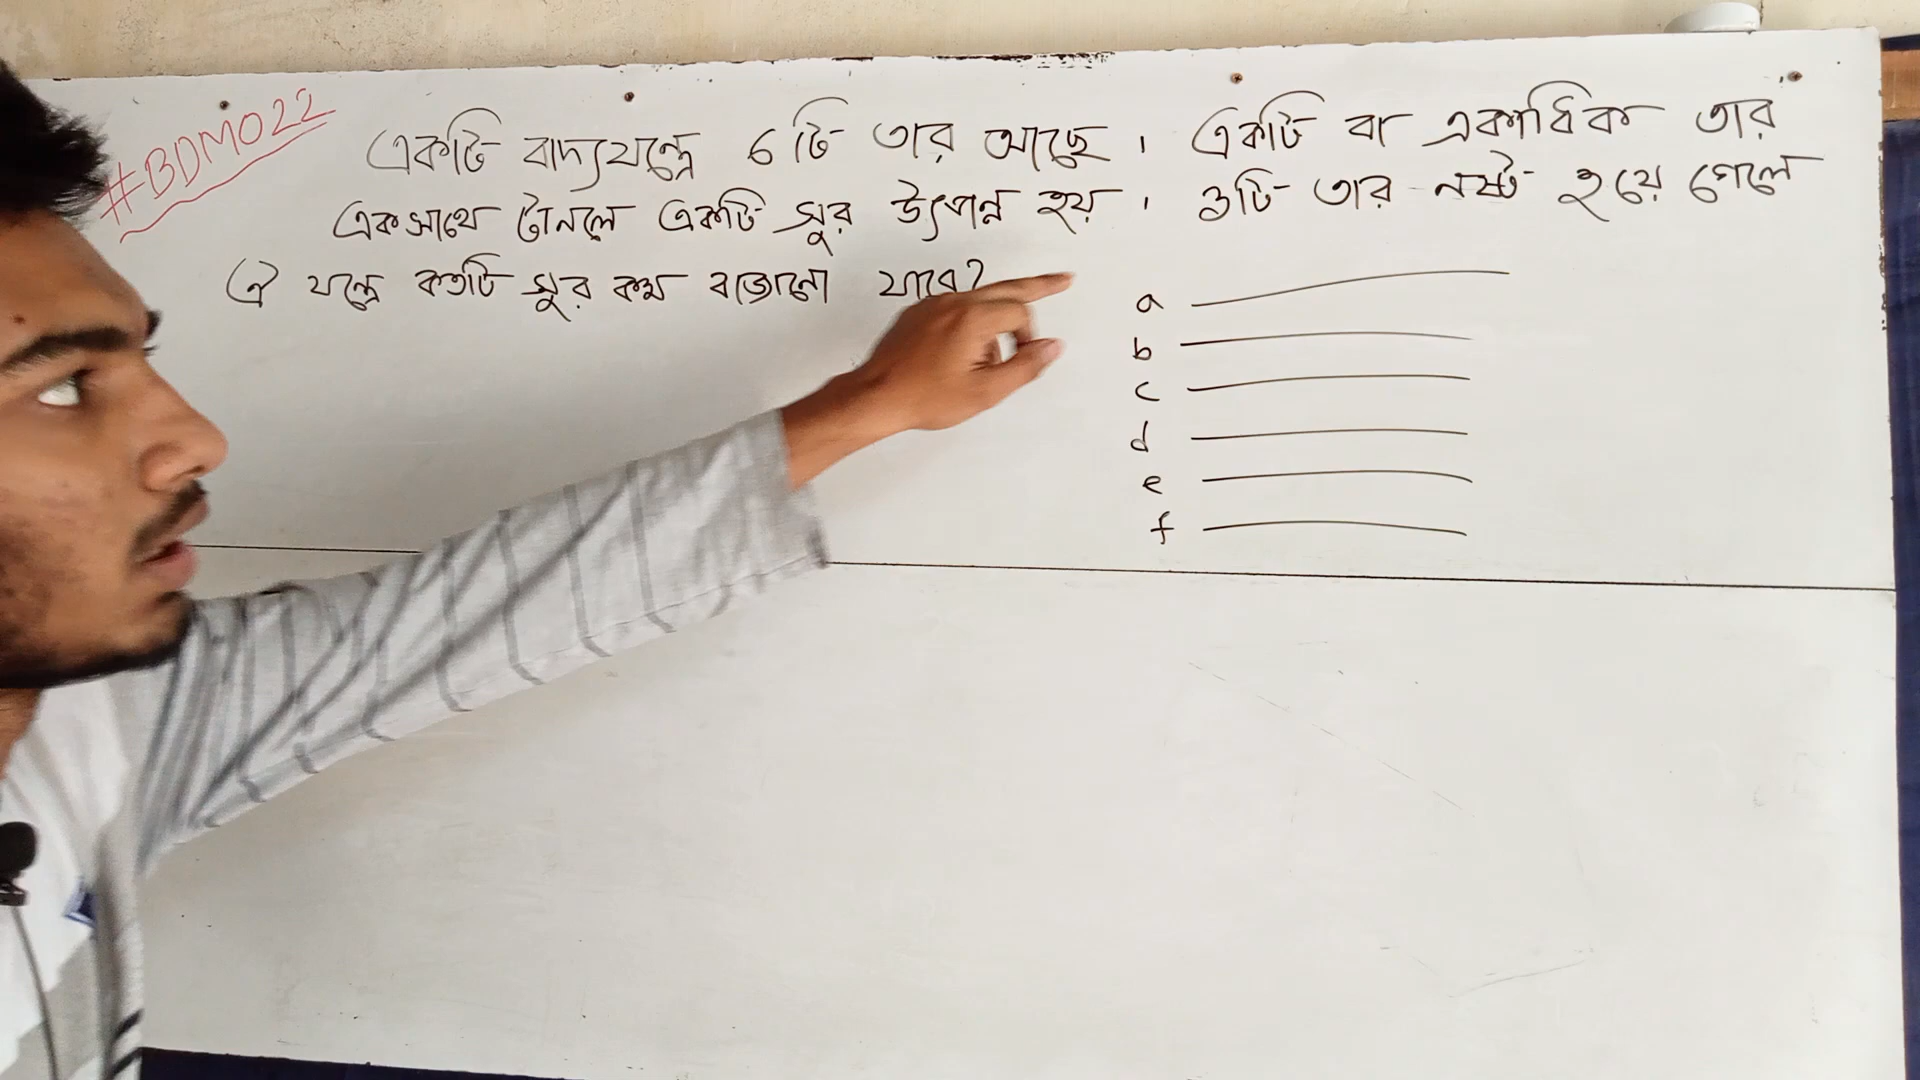 #BDMO22
একটি বাদ্যযন্ত্রে ৬টি তার আছে। একটি বা একাধিক তার
একসাথে টানলে একটি সুর উৎপন্ন হয়। ৩টি তার নষ্ট হয়ে গেলে
ঐ যন্ত্রে কতটি সুর কম বাজানো যাবে?
a
b
c
d
e
f